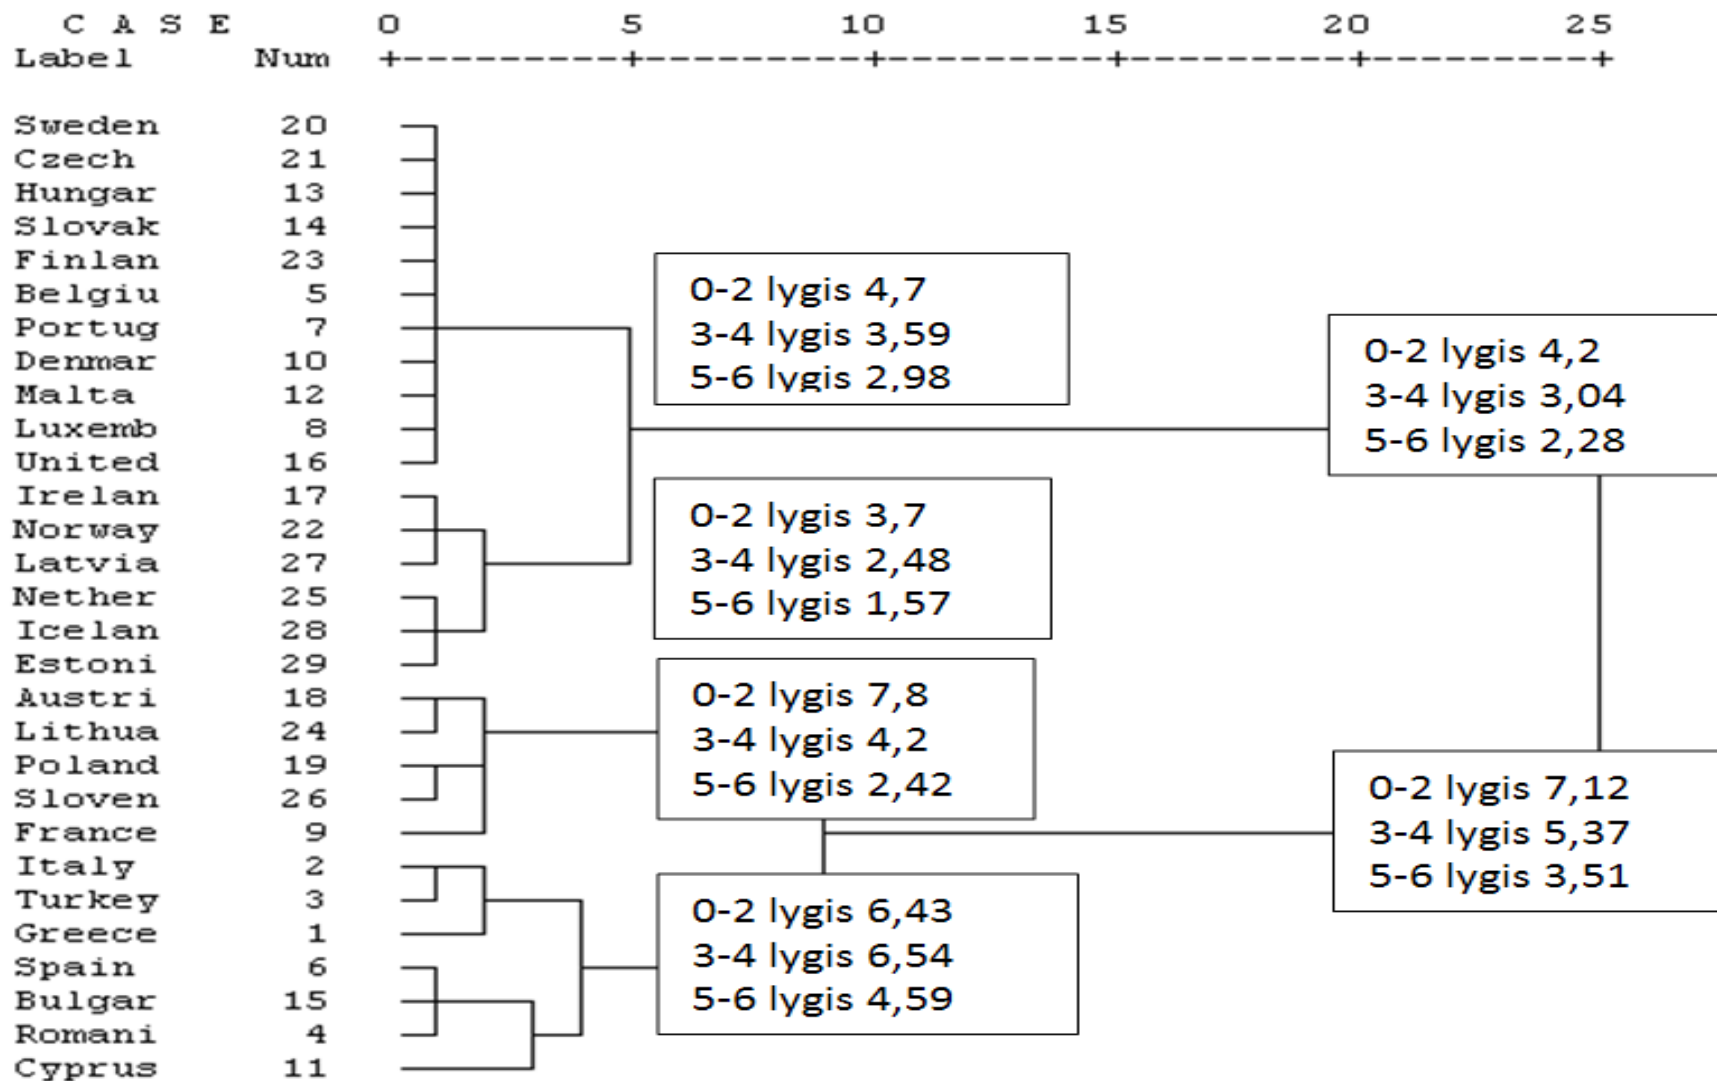 C A S E 0 5 10 15 20 25
Label Num +---------+---------+---------+---------+---------+
Sweden 20
Czech 21
Hungar 13
Slovak 14
Finlan 23
Belgiu 5
Portug 7
Denmar 10
Malta 12
Luxemb 8
United 16
Irelan 17
Norway 22
Latvia 27
Nether 25
Icelan 28
Estoni 29
Austri 18
Lithua 24
Poland 19
Sloven 26
France 9
Italy 2
Turkey 3
Greece 1
Spain 6
Bulgar 15
Romani 4
Cyprus 11
0-2 lygis 4,7
3-4 lygis 3,59
5-6 lygis 2,98
0-2 lygis 3,7
3-4 lygis 2,48
5-6 lygis 1,57
0-2 lygis 7,8
3-4 lygis 4,2
5-6 lygis 2,42
0-2 lygis 6,43
3-4 lygis 6,54
5-6 lygis 4,59
0-2 lygis 4,2
3-4 lygis 3,04
5-6 lygis 2,28
0-2 lygis 7,12
3-4 lygis 5,37
5-6 lygis 3,51